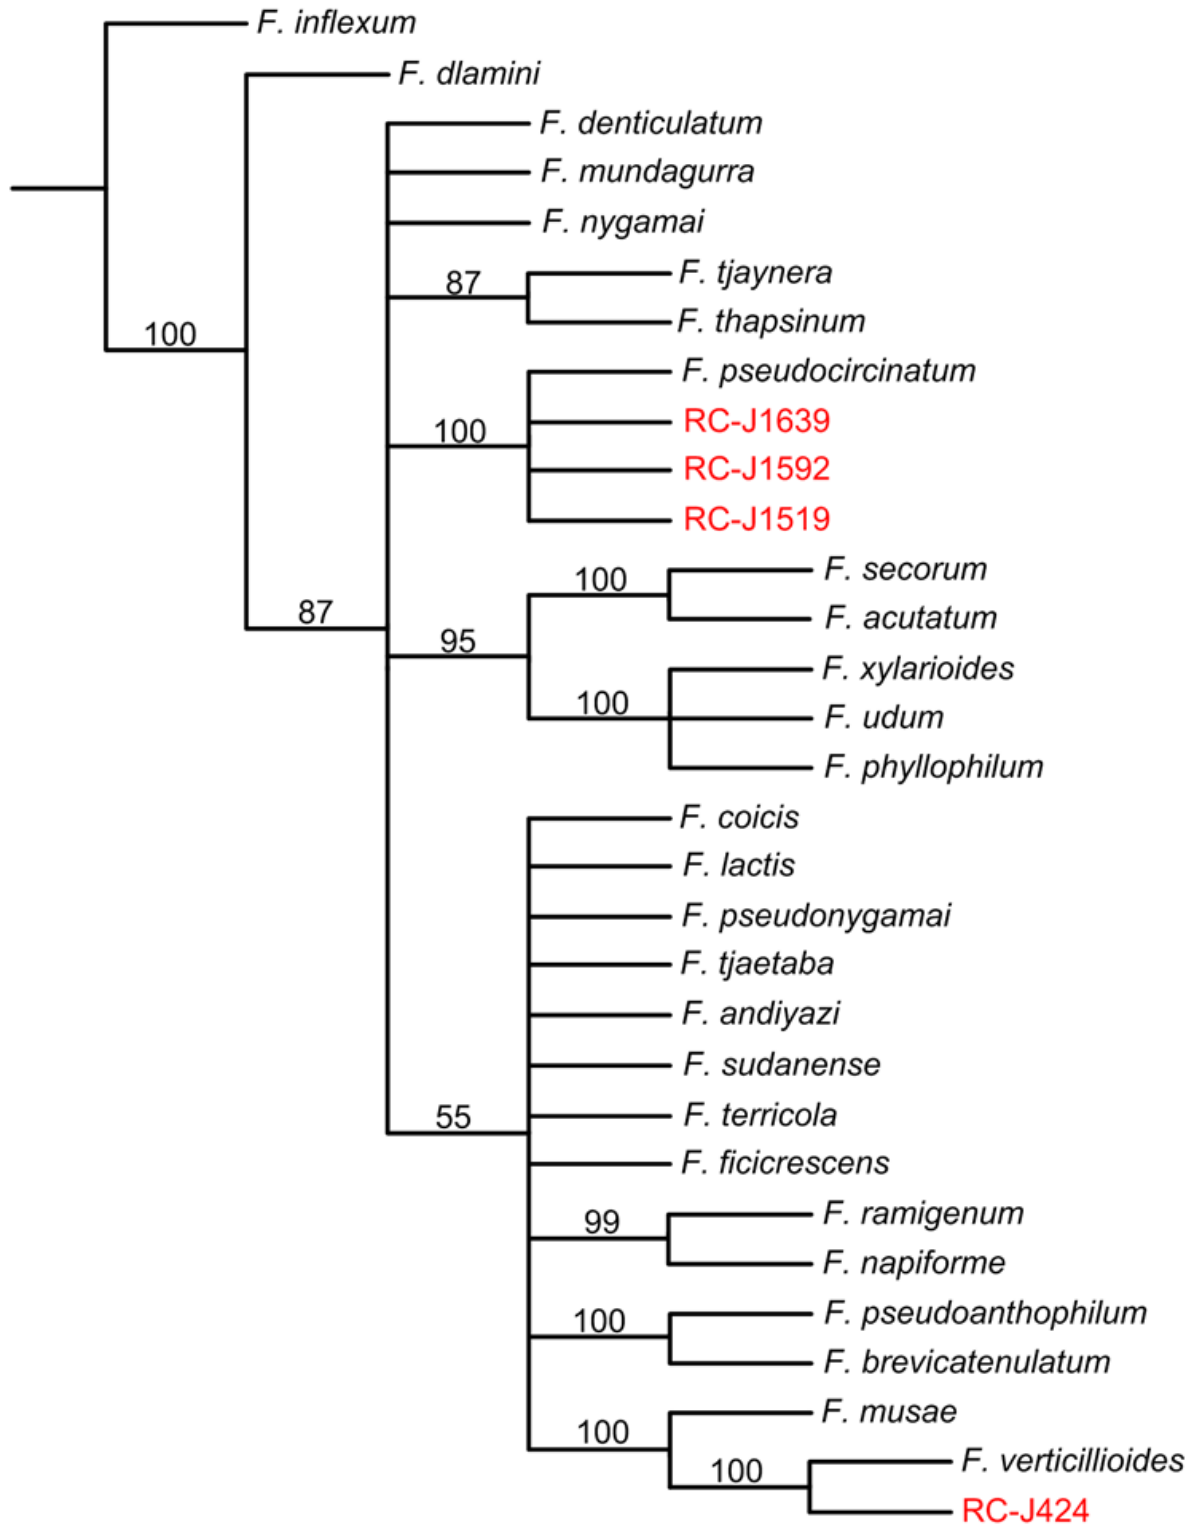 F. inflexum
F. dlamini
F. denticulatum
F. mundagurra
F. nygamai
87
F. tjaynera
F. thapsinum
100
F. pseudocircinatum
100
RC-J1639
RC-J1592
RC-J1519
100
F. secorum
87
95
F. acutatum
F. xylarioides
100
F. udum
F. phyllophilum
F. coicis
F. lactis
F. pseudonygamai
F. tjaetaba
F. andiyazi
F. sudanense
55
F. terricola
F. ficicrescens
99
F. ramigenum
F. napiforme
100
F. pseudoanthophilum
F. brevicatenulatum
100
F. musae
100
F. verticillioides
RC-J424